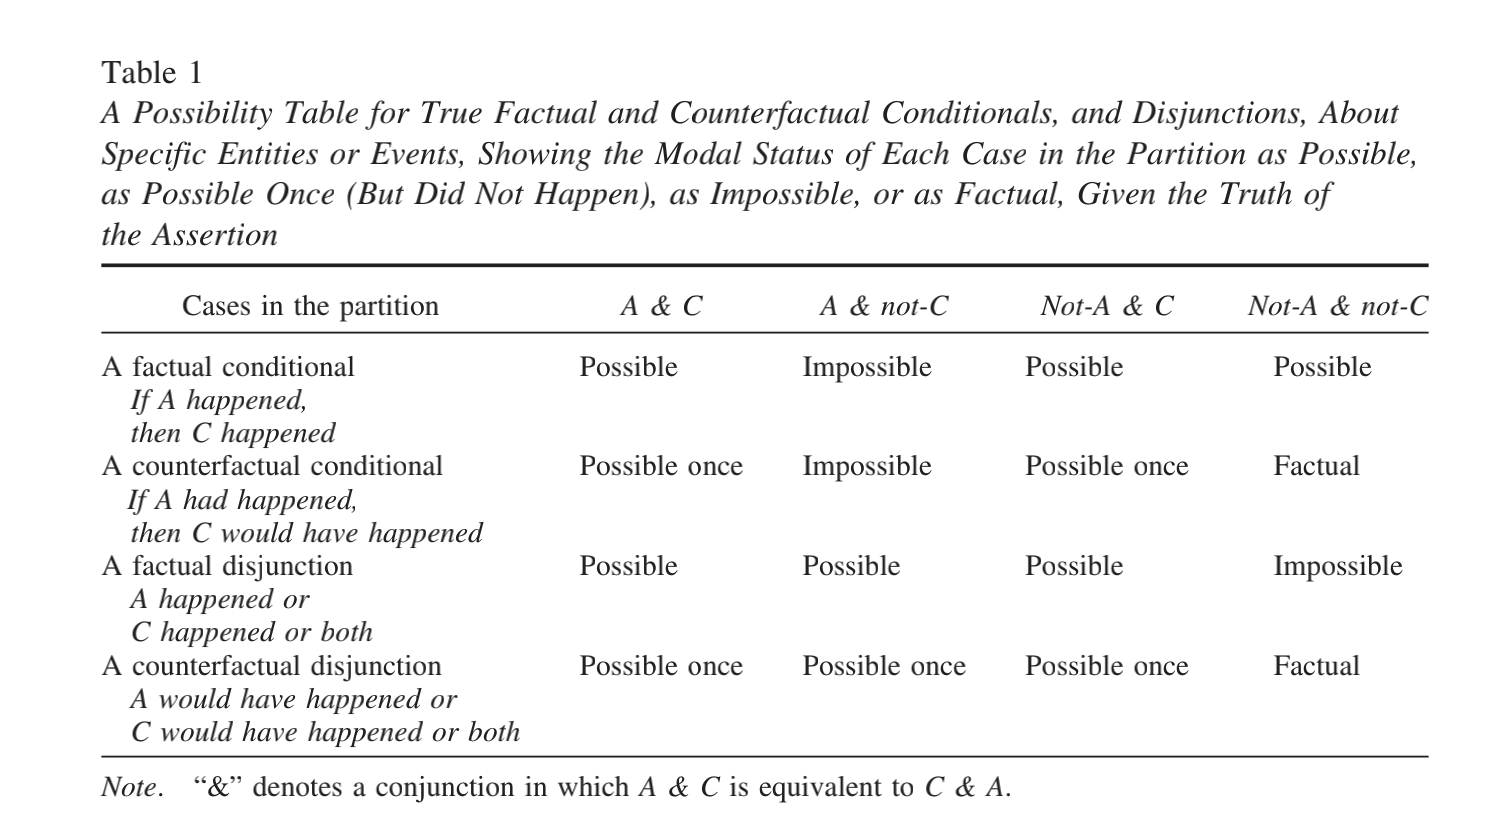 Table 1
A Possibility Table for True Factual and Counterfactual Conditionals, and Disjunctions, About
Specific Entities or Events, Showing the Modal Status of Each Case in the Partition as Possible,
as Possible Once (But Did Not Happen), as Impossible, or as Factual, Given the Truth of
the Assertion
Cases in the partition A & C A & not-C Not-A & C Not-A & not-C
A factual conditional Possible Impossible Possible Possible
If A happened,
then C happened
A counterfactual conditional Possible once Impossible Possible once Factual
If A had happened,
then C would have happened
A factual disjunction Possible Possible Possible Impossible
A happened or
C happened or both
A counterfactual disjunction Possible once Possible once Possible once Factual
A would have happened or
C would have happened or both
Note. “&” denotes a conjunction in which A & C is equivalent to C & A.